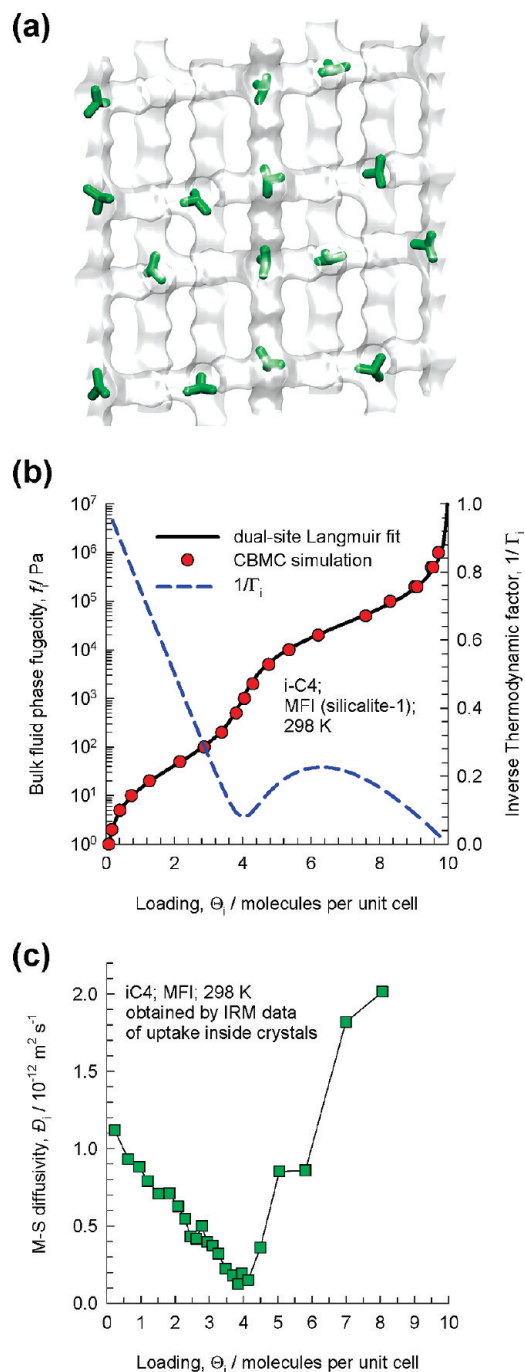 (a)
(b)
10⁷
10⁶
10⁵
10⁴
10³
10²
10¹
10⁰
Bulk fluid phase fugacity, fᵢ/ Pa
dual-site Langmuir fit
CBMC simulation
1/Γᵢ
i-C4;
MFI (silicalite-1);
298 K
1.0
0.8
0.6
0.4
0.2
0.0
Inverse Thermodynamic factor, 1/ Γᵢ
0 2 4 6 8 10
Loading, Θᵢ / molecules per unit cell
(c)
iC4; MFI; 298 K
obtained by IRM data
of uptake inside crystals
2.0
1.5
1.0
0.5
0.0
M-S diffusivity, Đᵢ / 10⁻¹² m² s⁻¹
0 1 2 3 4 5 6 7 8 9 10
Loading, Θᵢ / molecules per unit cell